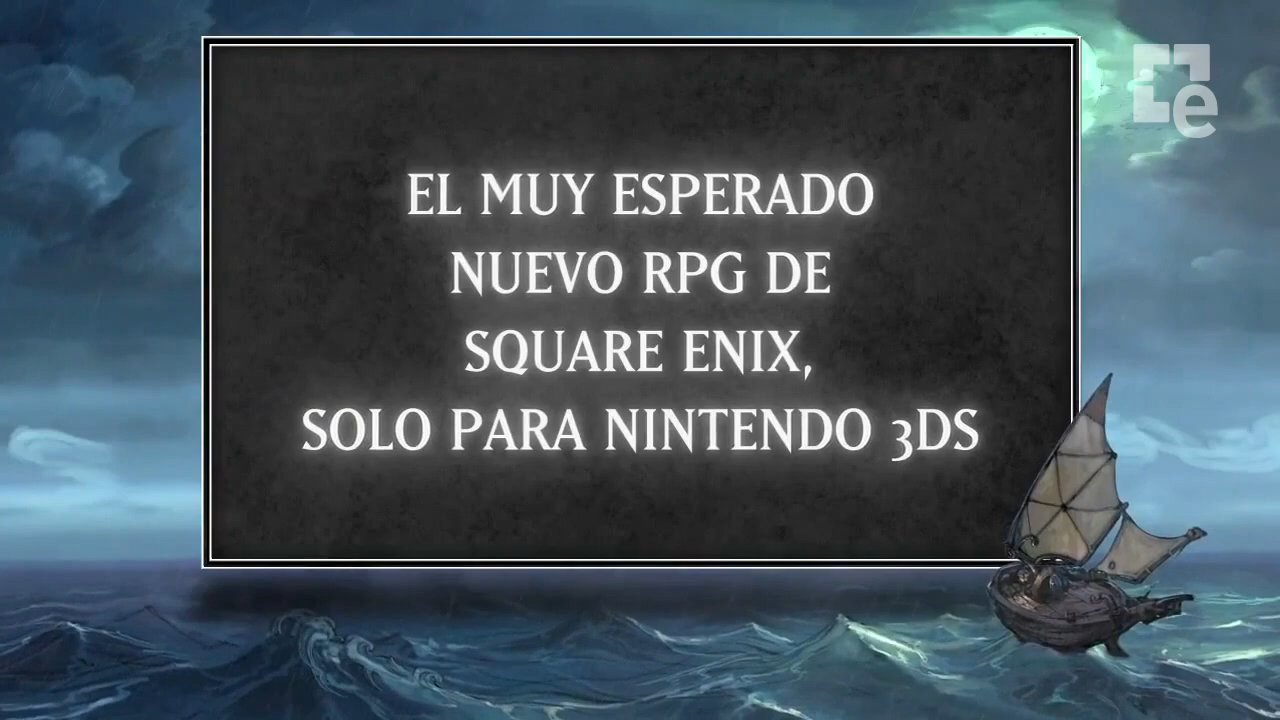 EL MUY ESPERADO
NUEVO RPG DE
SQUARE ENIX,
SOLO PARA NINTENDO 3DS
e